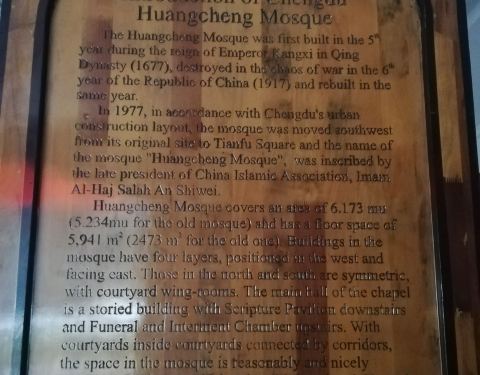 Introduction of Chengdu
Huangcheng Mosque
The Huangcheng Mosque was first built in the 5th
year during the reign of Emperor Kangxi in Qing
Dynasty (1677), destroyed in the chaos of war in the 6th
year of the Republic of China (1917) and rebuilt in the
same year.
In 1977, in accordance with Chengdu's urban
construction layout, the mosque was moved southwest
from its original site to Tianfu Square and the name of
the mosque "Huangcheng Mosque", was inscribed by
the late president of China Islamic Association, Imam
Al-Haj Salah An Shiwei.
Huangcheng Mosque covers an area of 6.173 mu
(5.234mu for the old mosque) and has a floor space of
5,941 m² (2473 m² for the old one). Buildings in the
mosque have four layers, positioned in the west and
facing east. Those in the north and south are symmetric,
with courtyard wing-rooms. The main hall of the chapel
is a storied building with Scripture Pavilion downstairs
and Funeral and Interment Chamber upstairs. With
courtyards inside courtyards connected by corridors,
the space in the mosque is reasonably and nicely